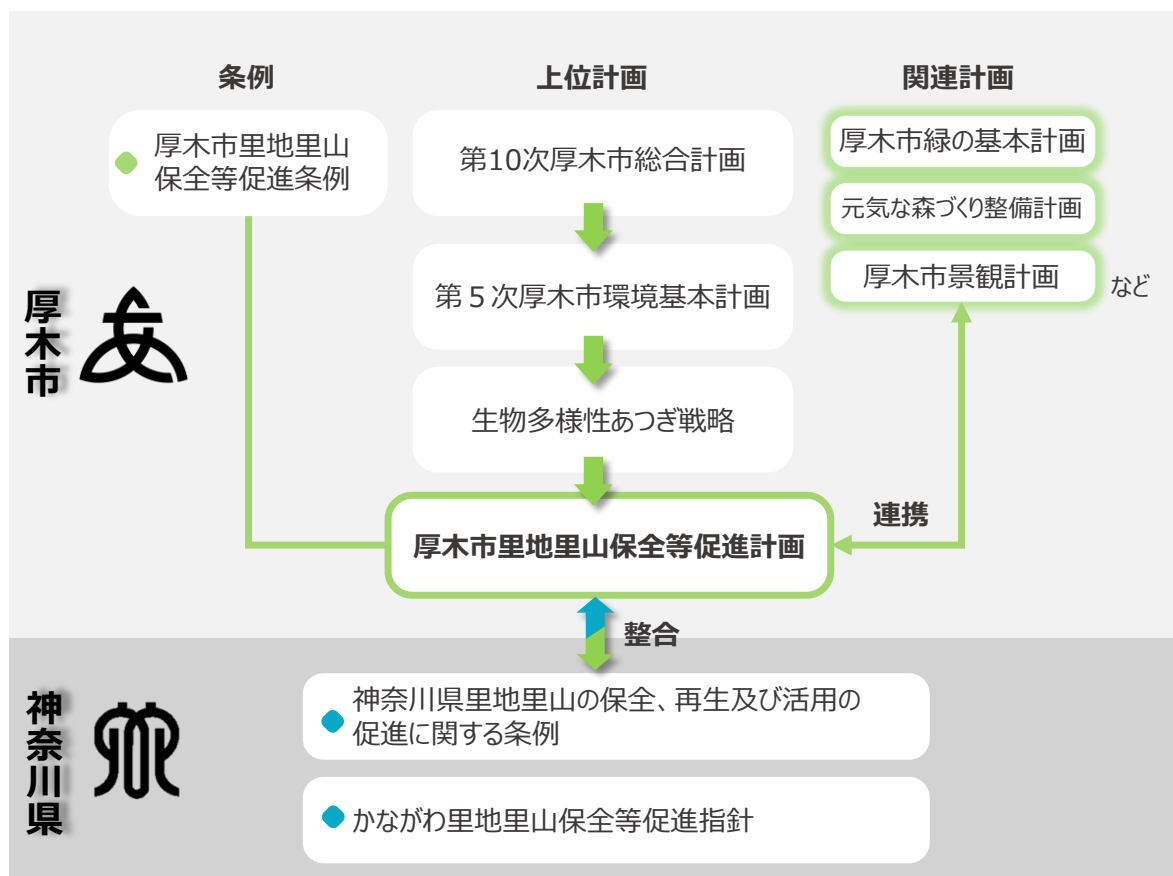 条例
上位計画
関連計画
厚木市里地里山
保全等促進条例
第10次厚木市総合計画
厚木市緑の基本計画
元気な森づくり整備計画
厚木市景観計画
など
第５次厚木市環境基本計画
厚木市
生物多様性あつぎ戦略
連携
厚木市里地里山保全等促進計画
整合
神奈川県
神奈川県里地里山の保全、再生及び活用の
促進に関する条例
かながわ里地里山保全等促進指針